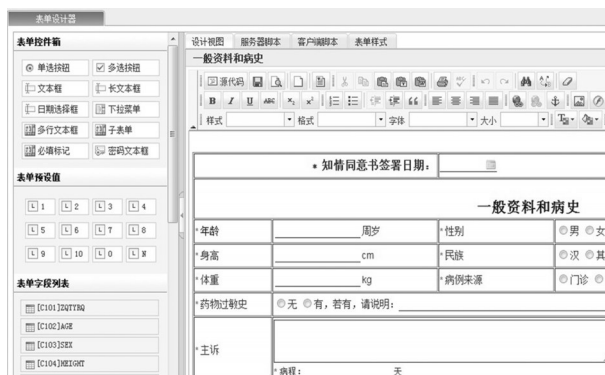 表单设计器
表单控件箱
单选按钮 多选按钮
文本框 长文本框
日期选择框 下拉菜单
多行文本框 子表单
必填标记 密码文本框
表单预设值
1 2 3 4
5 6 7 8
9 10 0 N
表单字段列表
[C101]ZQTYRQ
[C102]AGE
[C103]SEX
[C104]HEIGHT
设计视图 服务器脚本 客户端脚本 表单样式
一般资料和病史
源代码
B I U ABC x₂ x²
样式 格式 字体 大小
* 知情同意书签署日期：
一般资料和病史
*年龄 周岁 *性别 男 女
*身高 cm *民族 汉 其
*体重 kg *病例来源 门诊
*药物过敏史 无 有，若有，请说明：
*主诉
*病程： 天